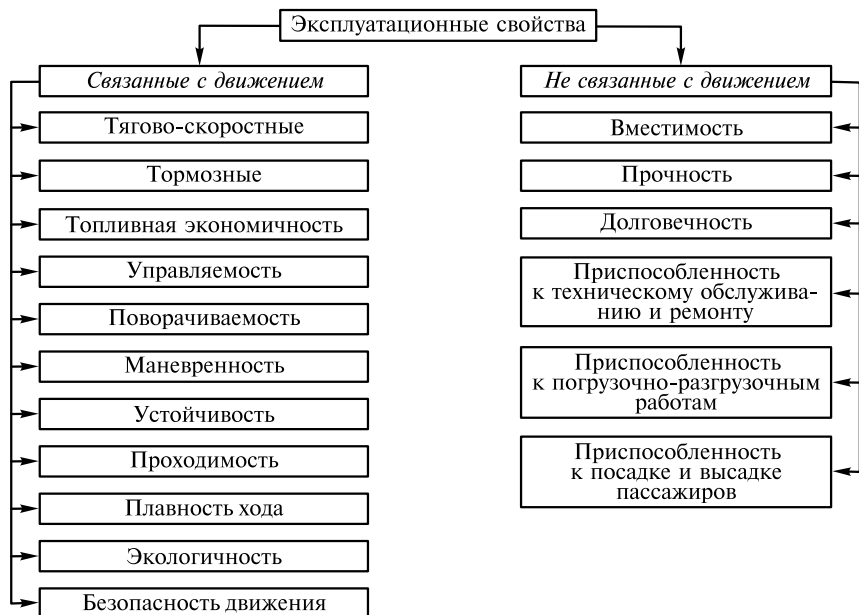 Эксплуатационные свойства
Связанные с движением
Тягово-скоростные
Тормозные
Топливная экономичность
Управляемость
Поворачиваемость
Маневренность
Устойчивость
Проходимость
Плавность хода
Экологичность
Безопасность движения
Не связанные с движением
Вместимость
Прочность
Долговечность
Приспособленность
к техническому обслужива-
нию и ремонту
Приспособленность
к погрузочно-разгрузочным
работам
Приспособленность
к посадке и высадке
пассажиров